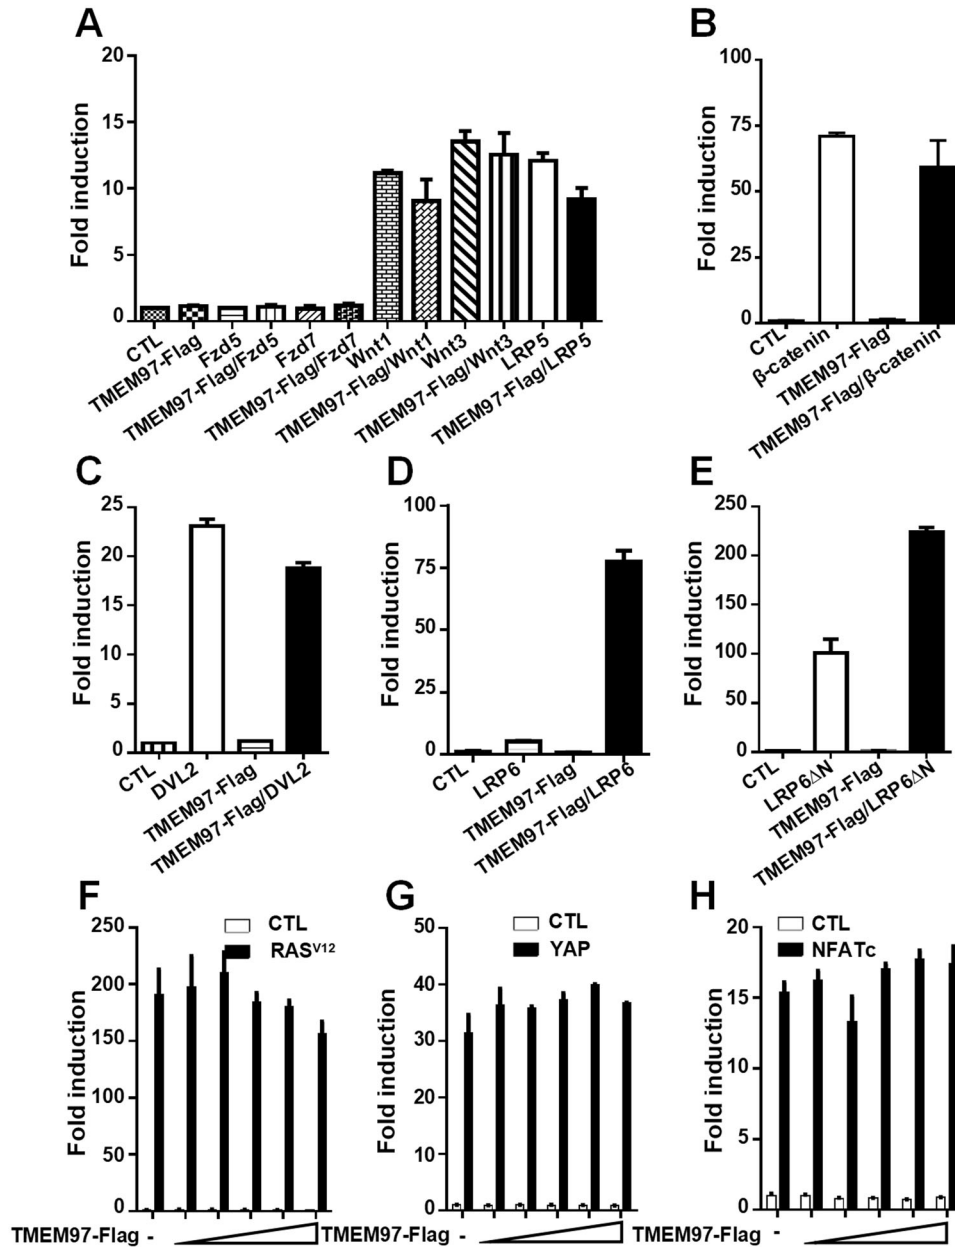 A
Fold induction
20
15
10
5
0
CTL
TMEM97-Flag
Fzd5
TMEM97-Flag/Fzd5
Fzd7
TMEM97-Flag/Fzd7
Wnt1
TMEM97-Flag/Wnt1
Wnt3
TMEM97-Flag/Wnt3
LRP5
TMEM97-Flag/LRP5
B
Fold induction
100
75
50
25
0
CTL
β-catenin
TMEM97-Flag
TMEM97-Flag/β-catenin
C
Fold induction
25
20
15
10
5
0
CTL
DVL2
TMEM97-Flag
TMEM97-Flag/DVL2
D
Fold induction
100
75
50
25
0
CTL
LRP6
TMEM97-Flag
TMEM97-Flag/LRP6
E
Fold induction
250
200
150
100
50
0
CTL
LRP6ΔN
TMEM97-Flag
TMEM97-Flag/LRP6ΔN
F
Fold induction
250
200
150
100
50
0
CTL
RASV12
TMEM97-Flag -
G
Fold induction
50
40
30
20
10
0
CTL
YAP
TMEM97-Flag -
H
Fold induction
20
15
10
5
0
CTL
NFATc
TMEM97-Flag -